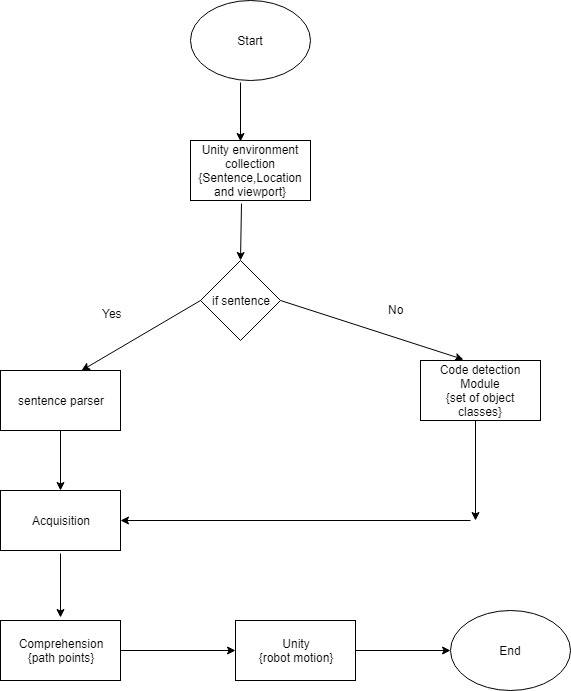 Start
Unity environment
collection
{Sentence,Location
and viewport}
if sentence
Yes
No
sentence parser
Code detection
Module
{set of object
classes}
Acquisition
Comprehension
{path points}
Unity
{robot motion}
End